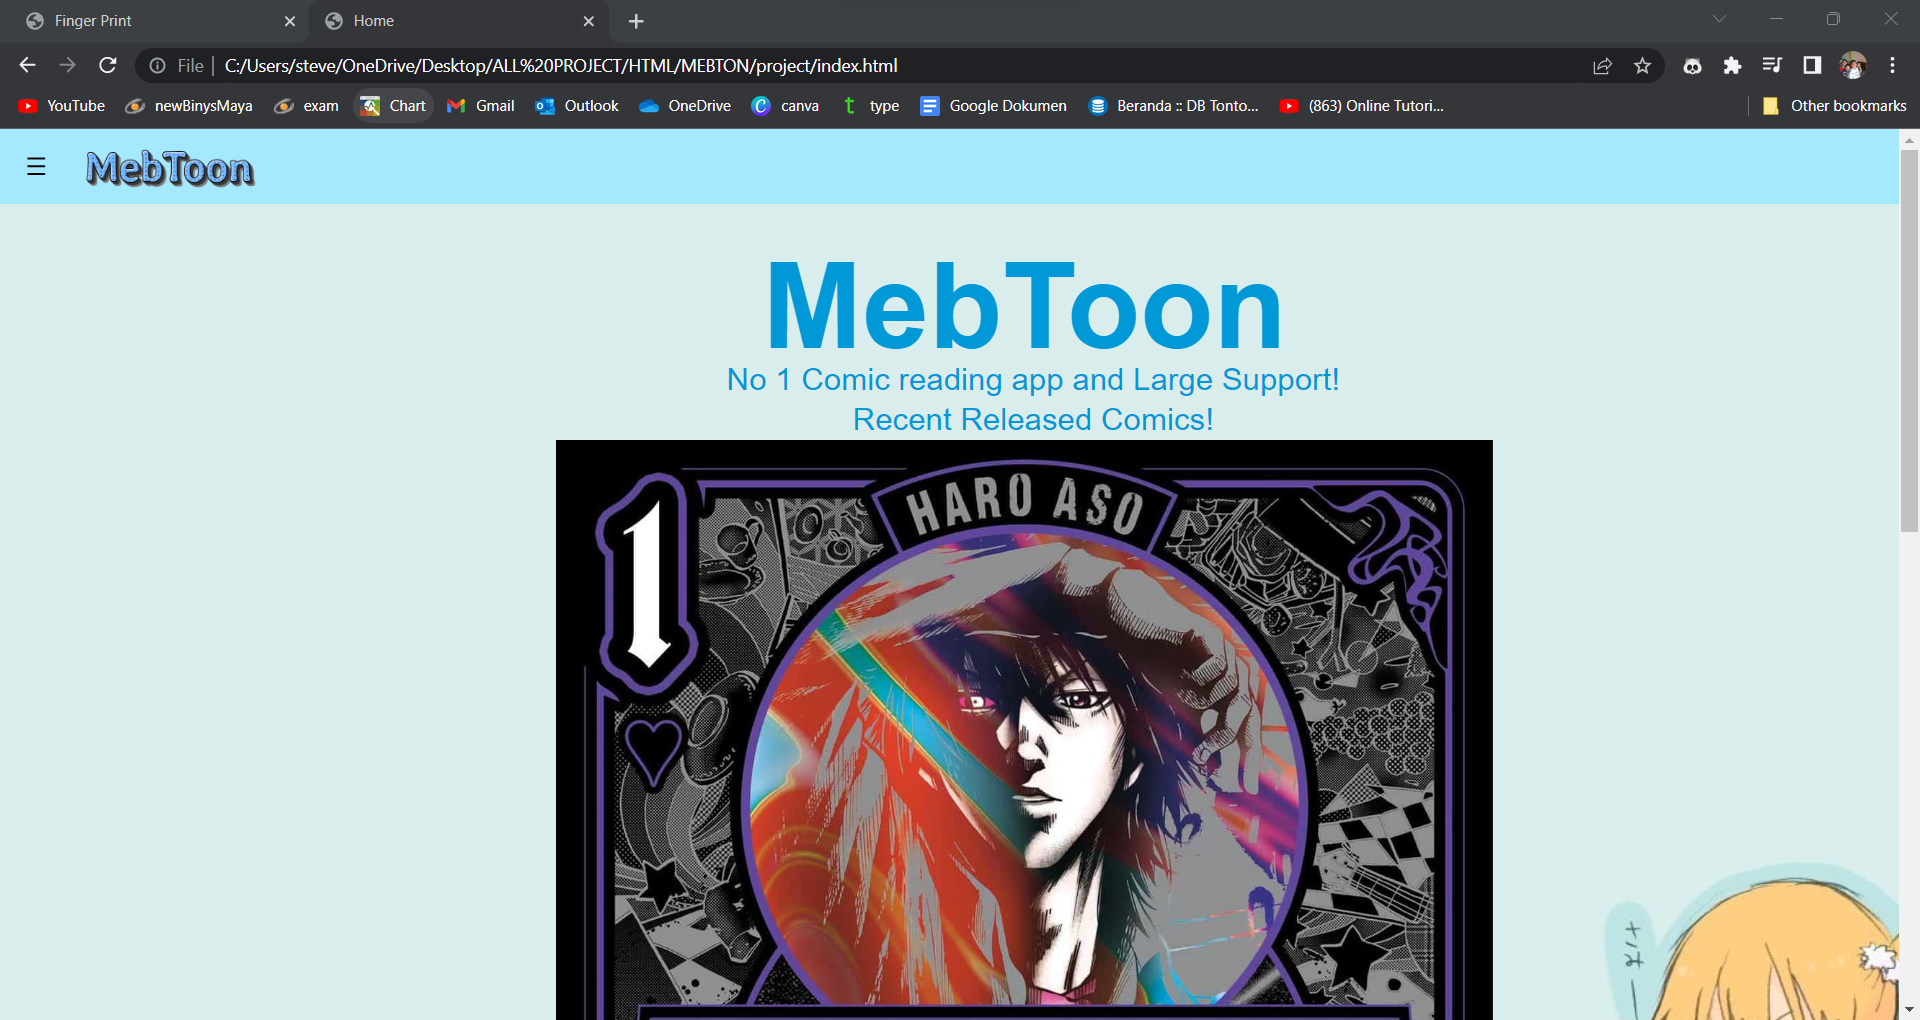 Finger Print
Home
File
C:/Users/steve/OneDrive/Desktop/ALL%20PROJECT/HTML/MEBTON/project/index.html
YouTube
newBinysMaya
exam
Chart
Gmail
Outlook
OneDrive
canva
type
Google Dokumen
Beranda :: DB Tonto...
(863) Online Tutori...
Other bookmarks
MebToon
MebToon
No 1 Comic reading app and Large Support!
Recent Released Comics!
HARO ASO
1